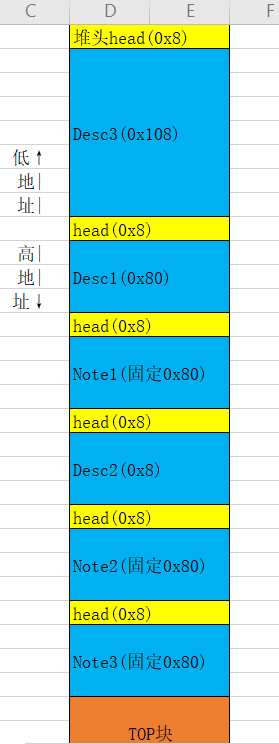 C D E F
堆头head(0x8)
Desc3(0x108)
低↑
地|
址|
head(0x8)
高|
地|
址↓
Desc1(0x80)
head(0x8)
Note1(固定0x80)
head(0x8)
Desc2(0x8)
head(0x8)
Note2(固定0x80)
head(0x8)
Note3(固定0x80)
TOP块